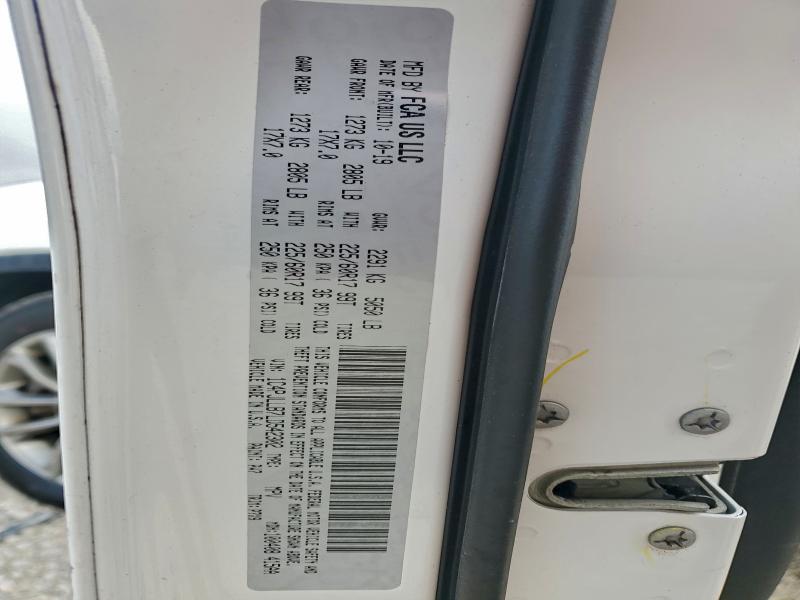 MFD BY FCA US LLC
DATE OF MFR(BUILT): 10-19 GVWR: 2291 KG 5050 LB
GAWR FRONT: 1273 KG 2805 LB WITH 225/60R17 99T TIRES
17X7.0 RIMS AT 250 KPA ( 36 PSI) COLD
GAWR REAR: 1273 KG 2805 LB WITH 225/60R17 99T TIRES
17X7.0 RIMS AT 250 KPA ( 36 PSI) COLD
THIS VEHICLE CONFORMS TO ALL APPLICABLE U.S.A. FEDERAL MOTOR VEHICLE SAFETY AND
THEFT PREVENTION STANDARDS IN EFFECT ON THE DATE OF MANUFACTURE SHOWN ABOVE.
VIN: TYPE: MPV MDH:
VEHICLE MADE IN U.S.A. PAINT: TRIM: